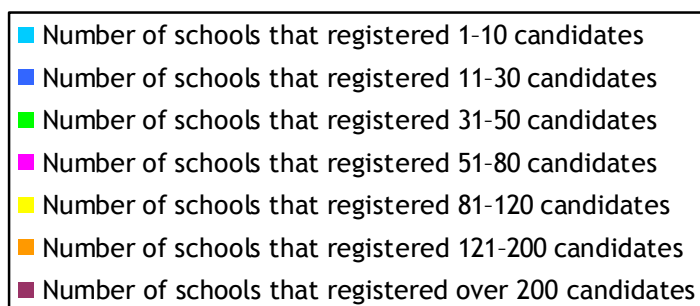 Number of schools that registered 1-10 candidates
Number of schools that registered 11-30 candidates
Number of schools that registered 31-50 candidates
Number of schools that registered 51-80 candidates
Number of schools that registered 81-120 candidates
Number of schools that registered 121-200 candidates
Number of schools that registered over 200 candidates